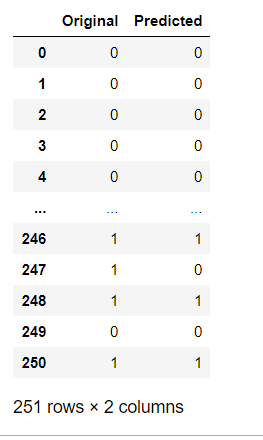 Original Predicted
0 0 0
1 0 0
2 0 0
3 0 0
4 0 0
... ... ...
246 1 1
247 1 0
248 1 1
249 0 0
250 1 1
251 rows × 2 columns